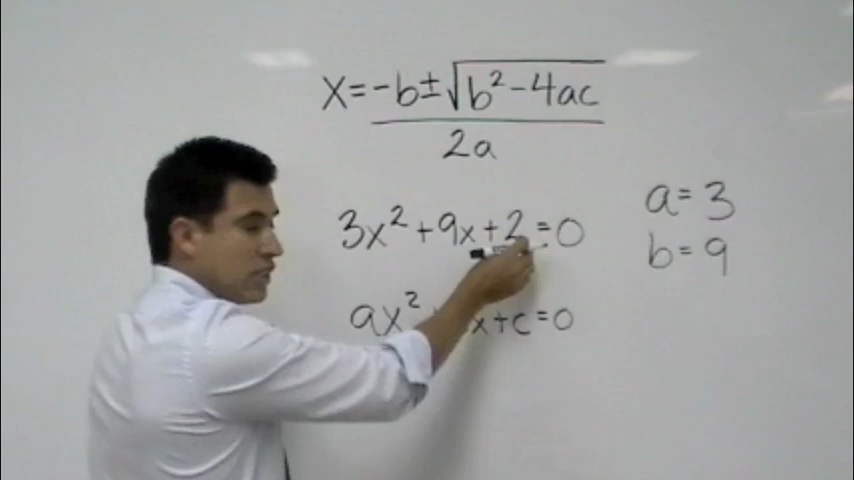 X = -b ± √b² - 4ac
2a
3x² + 9x + 2 = 0
a = 3
b = 9
ax² + x + c = 0